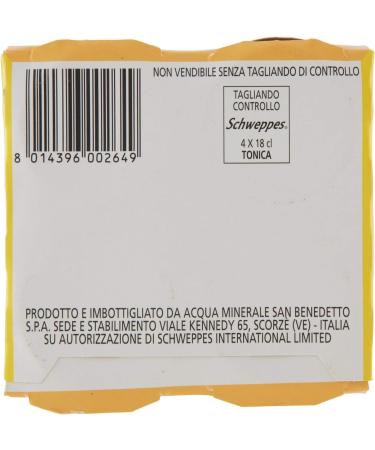 NON VENDIBILE SENZA TAGLIANDO DI CONTROLLO
TAGLIANDO
CONTROLLO
Schweppes®
4 X 18 cl
TONICA
8 014396 002649
PRODOTTO E IMBOTTIGLIATO DA ACQUA MINERALE SAN BENEDETTO
S.P.A. SEDE E STABILIMENTO VIALE KENNEDY 65, SCORZÈ (VE) - ITALIA
SU AUTORIZZAZIONE DI SCHWEPPES INTERNATIONAL LIMITED